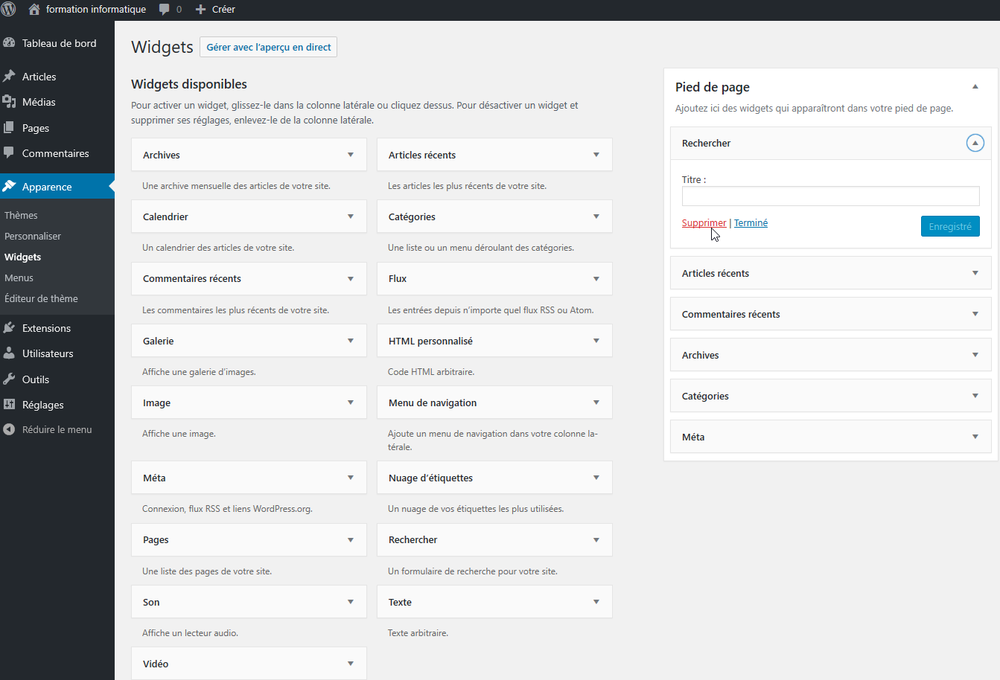 formation informatique 0 Créer
Tableau de bord
Articles
Médias
Pages
Commentaires
Apparence
Thèmes
Personnaliser
Widgets
Menus
Éditeur de thème
Extensions
Utilisateurs
Outils
Réglages
Réduire le menu
Widgets Gérer avec l’aperçu en direct
Widgets disponibles
Pour activer un widget, glissez-le dans la colonne latérale ou cliquez dessus. Pour désactiver un widget et
supprimer ses réglages, enlevez-le de la colonne latérale.
Archives
Une archive mensuelle des articles de votre site.
Articles récents
Les articles les plus récents de votre site.
Calendrier
Un calendrier des articles de votre site.
Catégories
Une liste ou un menu déroulant des catégories.
Commentaires récents
Les commentaires les plus récents de votre site.
Flux
Les entrées depuis n’importe quel flux RSS ou Atom.
Galerie
Affiche une galerie d’images.
HTML personnalisé
Code HTML arbitraire.
Image
Affiche une image.
Menu de navigation
Ajoute un menu de navigation dans votre colonne la-
térale.
Méta
Connexion, flux RSS et liens WordPress.org.
Nuage d’étiquettes
Un nuage de vos étiquettes les plus utilisées.
Pages
Une liste des pages de votre site.
Rechercher
Un formulaire de recherche pour votre site.
Son
Affiche un lecteur audio.
Texte
Texte arbitraire.
Vidéo
Pied de page
Ajoutez ici des widgets qui apparaîtront dans votre pied de page.
Rechercher
Titre :
Supprimer | Terminé Enregistré
Articles récents
Commentaires récents
Archives
Catégories
Méta